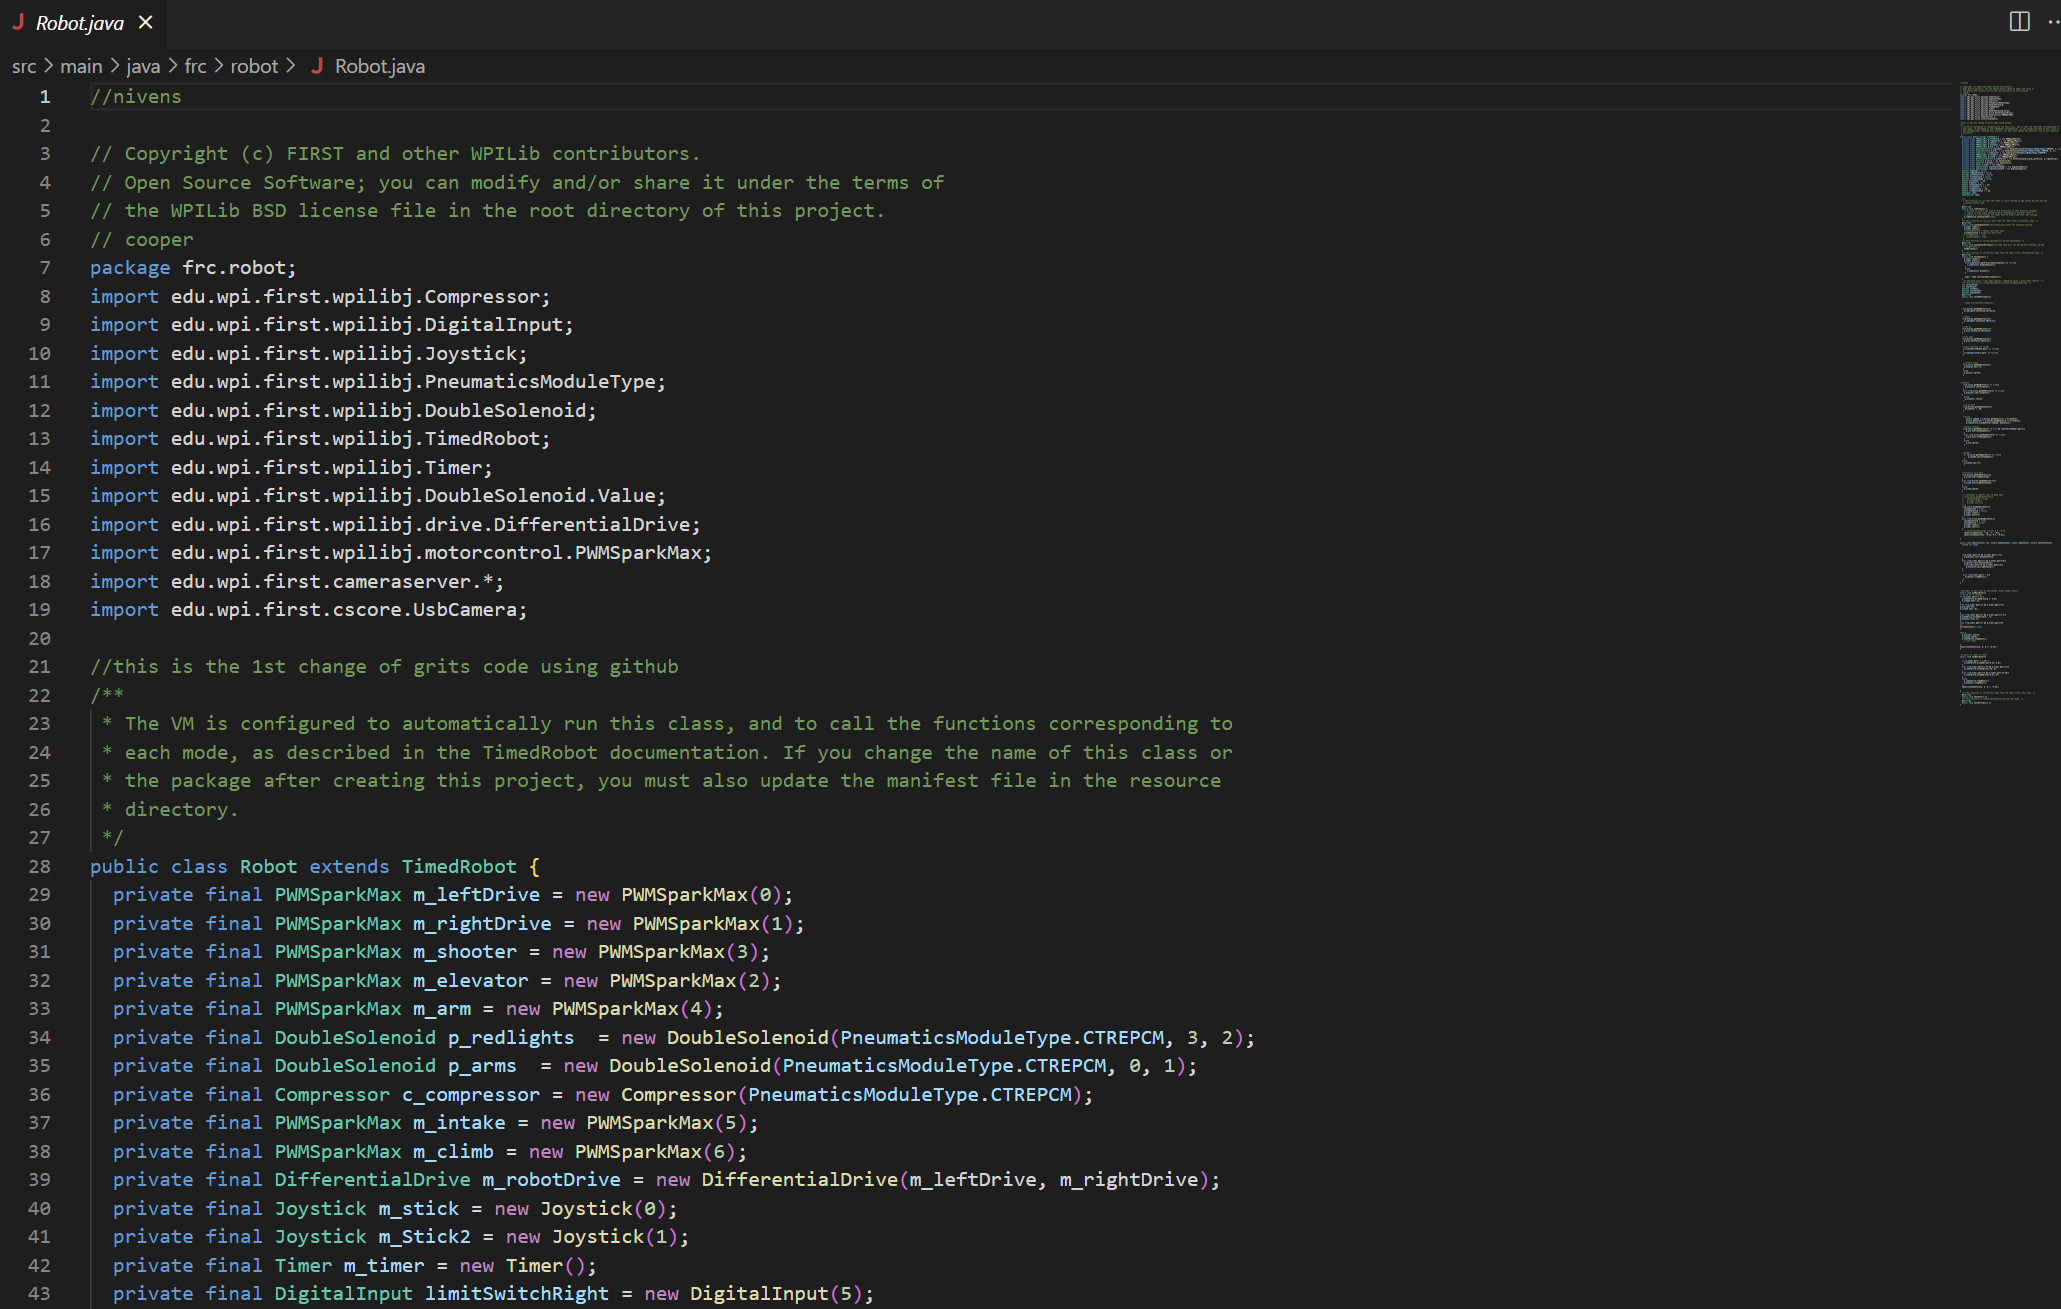 Robot.java
src > main > java > frc > robot > J Robot.java
1 //nivens
2
3 // Copyright (c) FIRST and other WPILib contributors.
4 // Open Source Software; you can modify and/or share it under the terms of
5 // the WPILib BSD license file in the root directory of this project.
6 // cooper
7 package frc.robot;
8 import edu.wpi.first.wpilibj.Compressor;
9 import edu.wpi.first.wpilibj.DigitalInput;
10 import edu.wpi.first.wpilibj.Joystick;
11 import edu.wpi.first.wpilibj.PneumaticsModuleType;
12 import edu.wpi.first.wpilibj.DoubleSolenoid;
13 import edu.wpi.first.wpilibj.TimedRobot;
14 import edu.wpi.first.wpilibj.Timer;
15 import edu.wpi.first.wpilibj.DoubleSolenoid.Value;
16 import edu.wpi.first.wpilibj.drive.DifferentialDrive;
17 import edu.wpi.first.wpilibj.motorcontrol.PWMSparkMax;
18 import edu.wpi.first.cameraserver.*;
19 import edu.wpi.first.cscore.UsbCamera;
20
21 //this is the 1st change of grits code using github
22 /**
23  * The VM is configured to automatically run this class, and to call the functions corresponding to
24  * each mode, as described in the TimedRobot documentation. If you change the name of this class or
25  * the package after creating this project, you must also update the manifest file in the resource
26  * directory.
27  */
28 public class Robot extends TimedRobot {
29   private final PWMSparkMax m_leftDrive = new PWMSparkMax(0);
30   private final PWMSparkMax m_rightDrive = new PWMSparkMax(1);
31   private final PWMSparkMax m_shooter = new PWMSparkMax(3);
32   private final PWMSparkMax m_elevator = new PWMSparkMax(2);
33   private final PWMSparkMax m_arm = new PWMSparkMax(4);
34   private final DoubleSolenoid p_redlights  = new DoubleSolenoid(PneumaticsModuleType.CTREPCM, 3, 2);
35   private final DoubleSolenoid p_arms  = new DoubleSolenoid(PneumaticsModuleType.CTREPCM, 0, 1);
36   private final Compressor c_compressor = new Compressor(PneumaticsModuleType.CTREPCM);
37   private final PWMSparkMax m_intake = new PWMSparkMax(5);
38   private final PWMSparkMax m_climb = new PWMSparkMax(6);
39   private final DifferentialDrive m_robotDrive = new DifferentialDrive(m_leftDrive, m_rightDrive);
40   private final Joystick m_stick = new Joystick(0);
41   private final Joystick m_Stick2 = new Joystick(1);
42   private final Timer m_timer = new Timer();
43   private final DigitalInput limitSwitchRight = new DigitalInput(5);